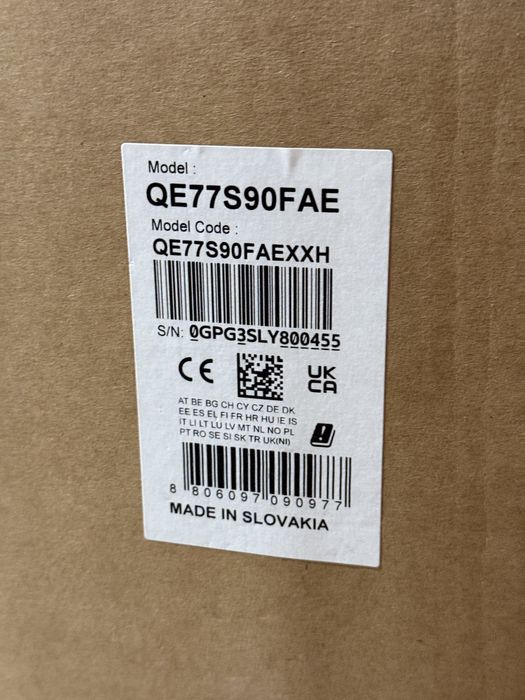 Model :
QE77S90FAE
Model Code :
QE77S90FAEXXH
S/N: 0GPG3SLY800455
CE
UK
CA
AT BE BG CH CY CZ DE DK
EE ES EL FI FR HR HU IE IS
IT LI LT LU LV MT NL NO PL
PT RO SE SI SK TR UK(NI)
8 806097 090977
MADE IN SLOVAKIA